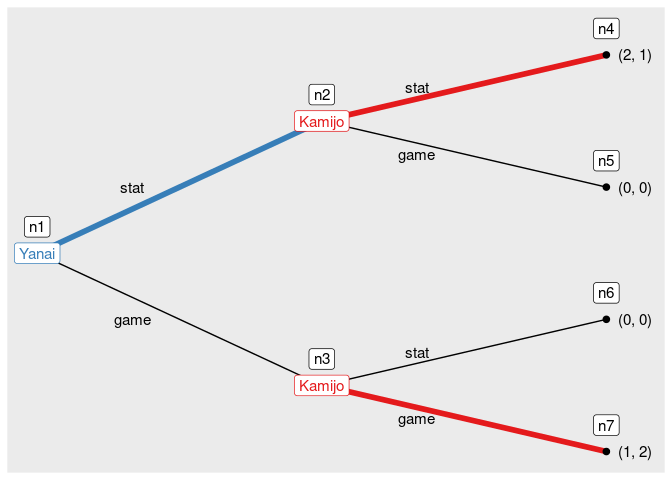 n4
(2, 1)
stat
n2
Kamijo
game
n5
(0, 0)
stat
n1
Yanai
game
n6
(0, 0)
stat
n3
Kamijo
game
n7
(1, 2)